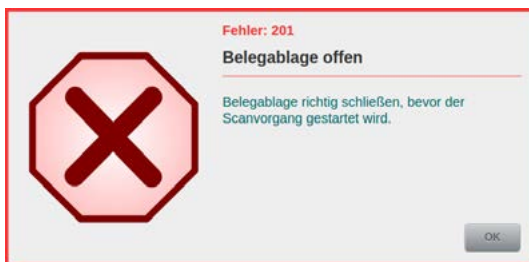 Fehler: 201
Belegablage offen
Belegablage richtig schließen, bevor der
Scanvorgang gestartet wird.
OK